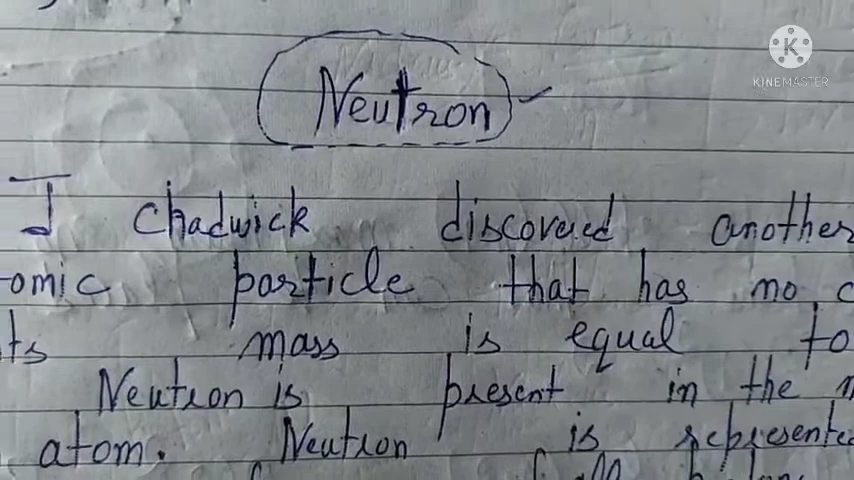 K
KINEMASTER
Neutron
J Chadwick discovered another
omic particle that has no c
ts mass is equal to
Neutron is present in the n
atom. Neutron is represente